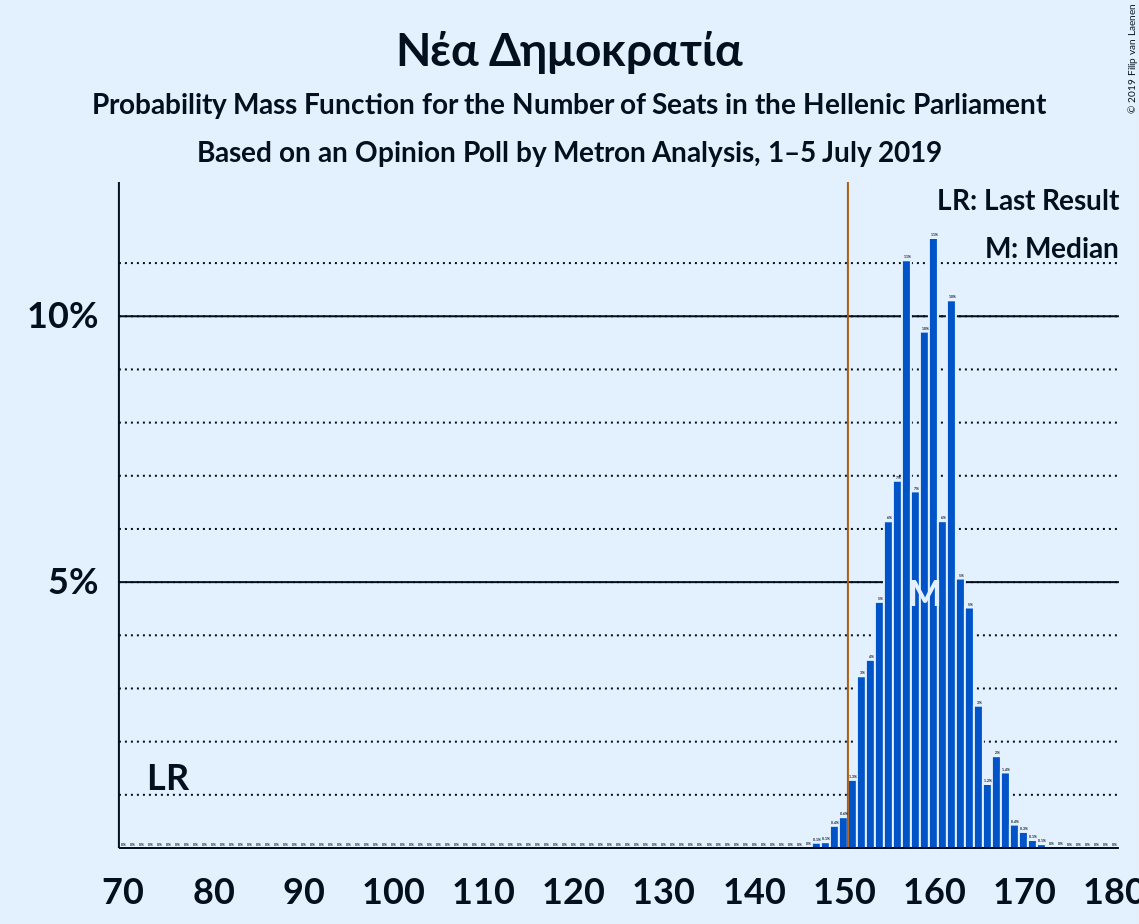 Νέα Δημοκρατία
Probability Mass Function for the Number of Seats in the Hellenic Parliament
Based on an Opinion Poll by Metron Analysis, 1–5 July 2019
© 2019 Filip van Laenen
LR: Last Result
M: Median
10%
5%
LR
M
70 80 90 100 110 120 130 140 150 160 170 180